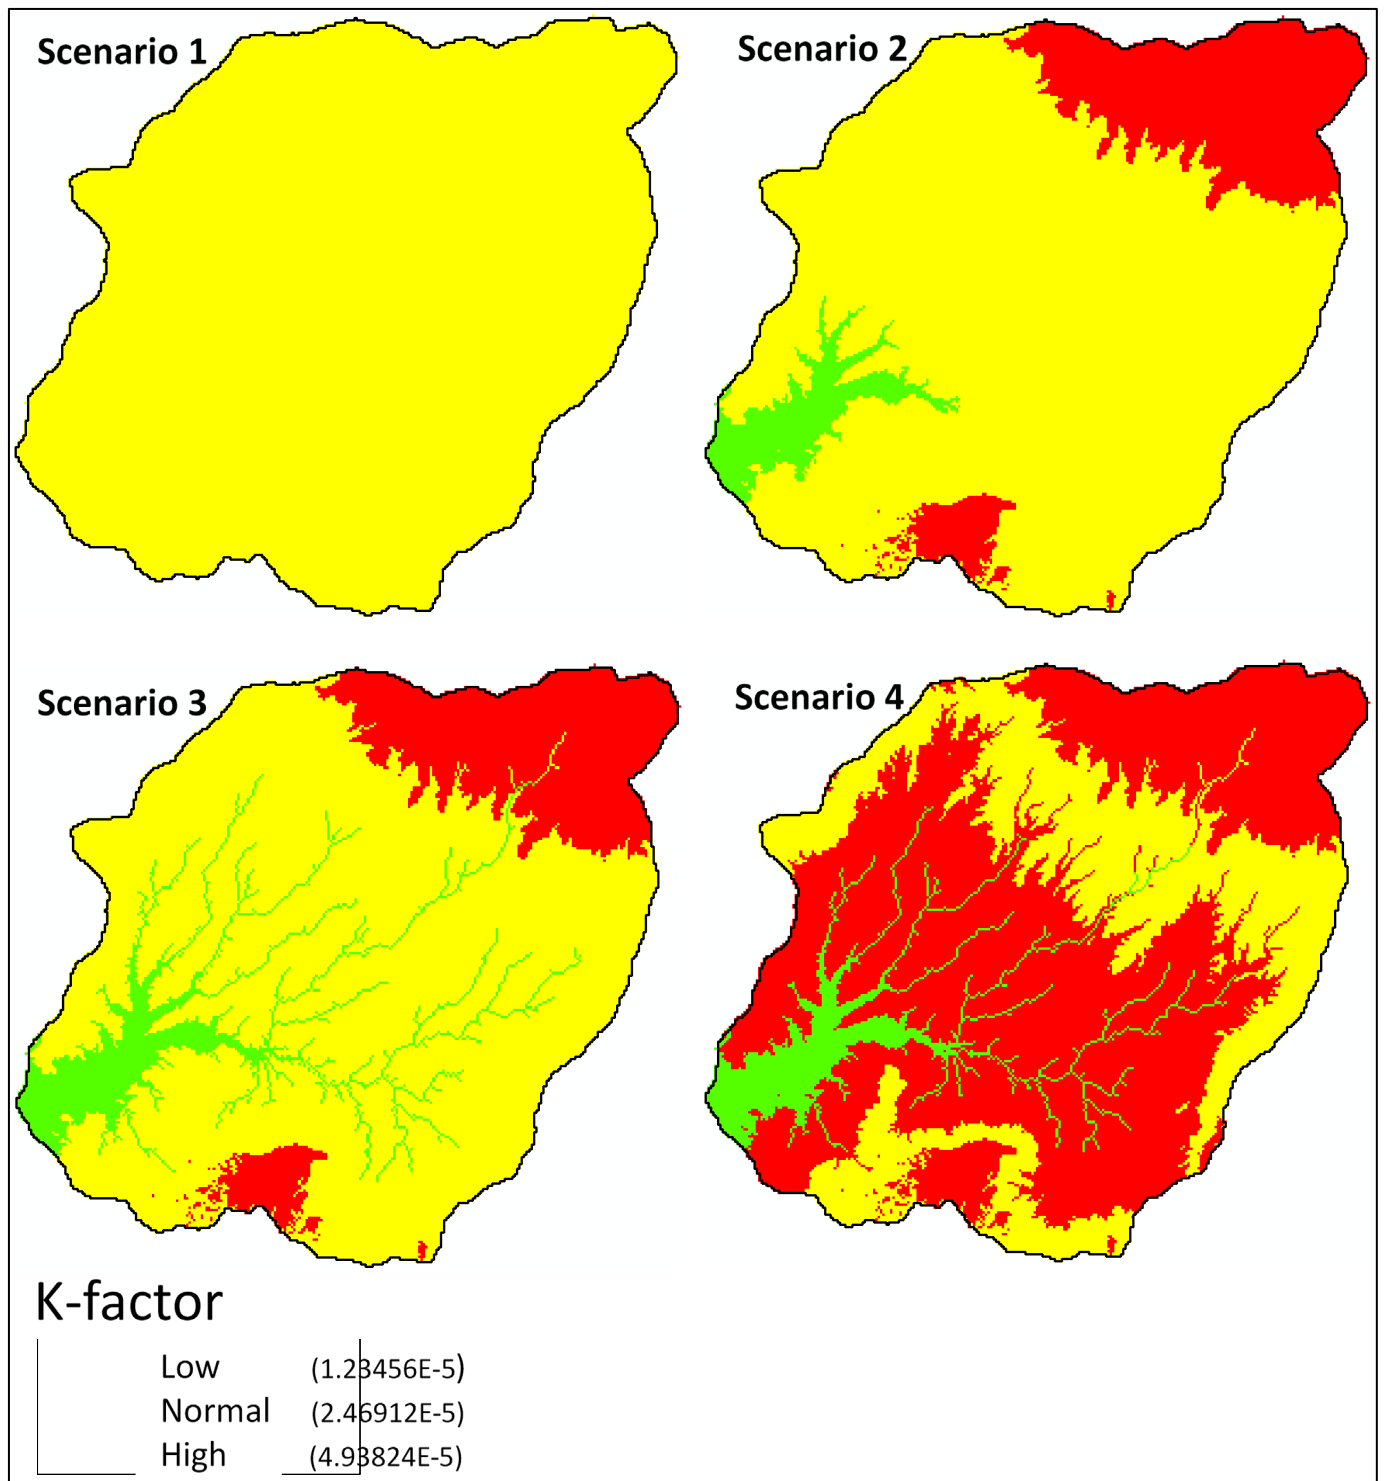 Scenario 1
Scenario 2
Scenario 3
Scenario 4
K-factor
Low (1.23456E-5)
Normal (2.46912E-5)
High (4.93824E-5)